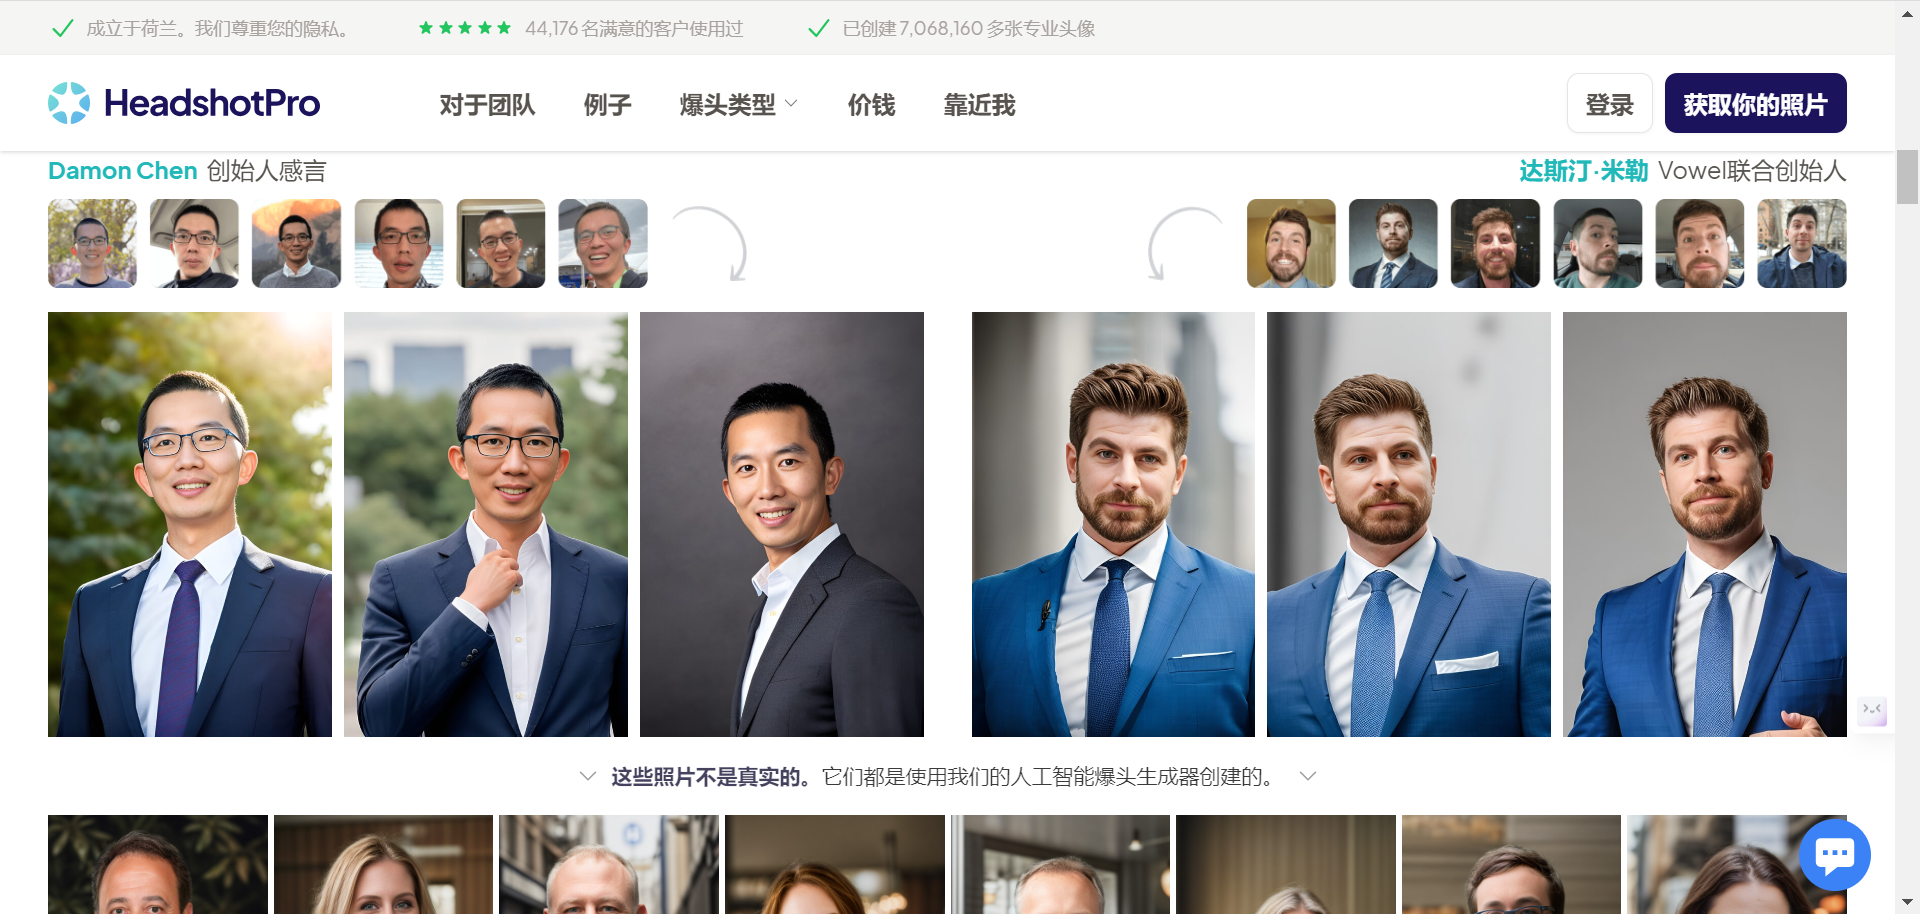 成立于荷兰。我们尊重您的隐私。
44,176 名满意的客户使用过
已创建 7,068,160 多张专业头像
HeadshotPro
对于团队
例子
爆头类型
价钱
靠近我
登录
获取你的照片
Damon Chen 创始人感言
达斯汀·米勒 Vowel联合创始人
这些照片不是真实的。它们都是使用我们的人工智能爆头生成器创建的。